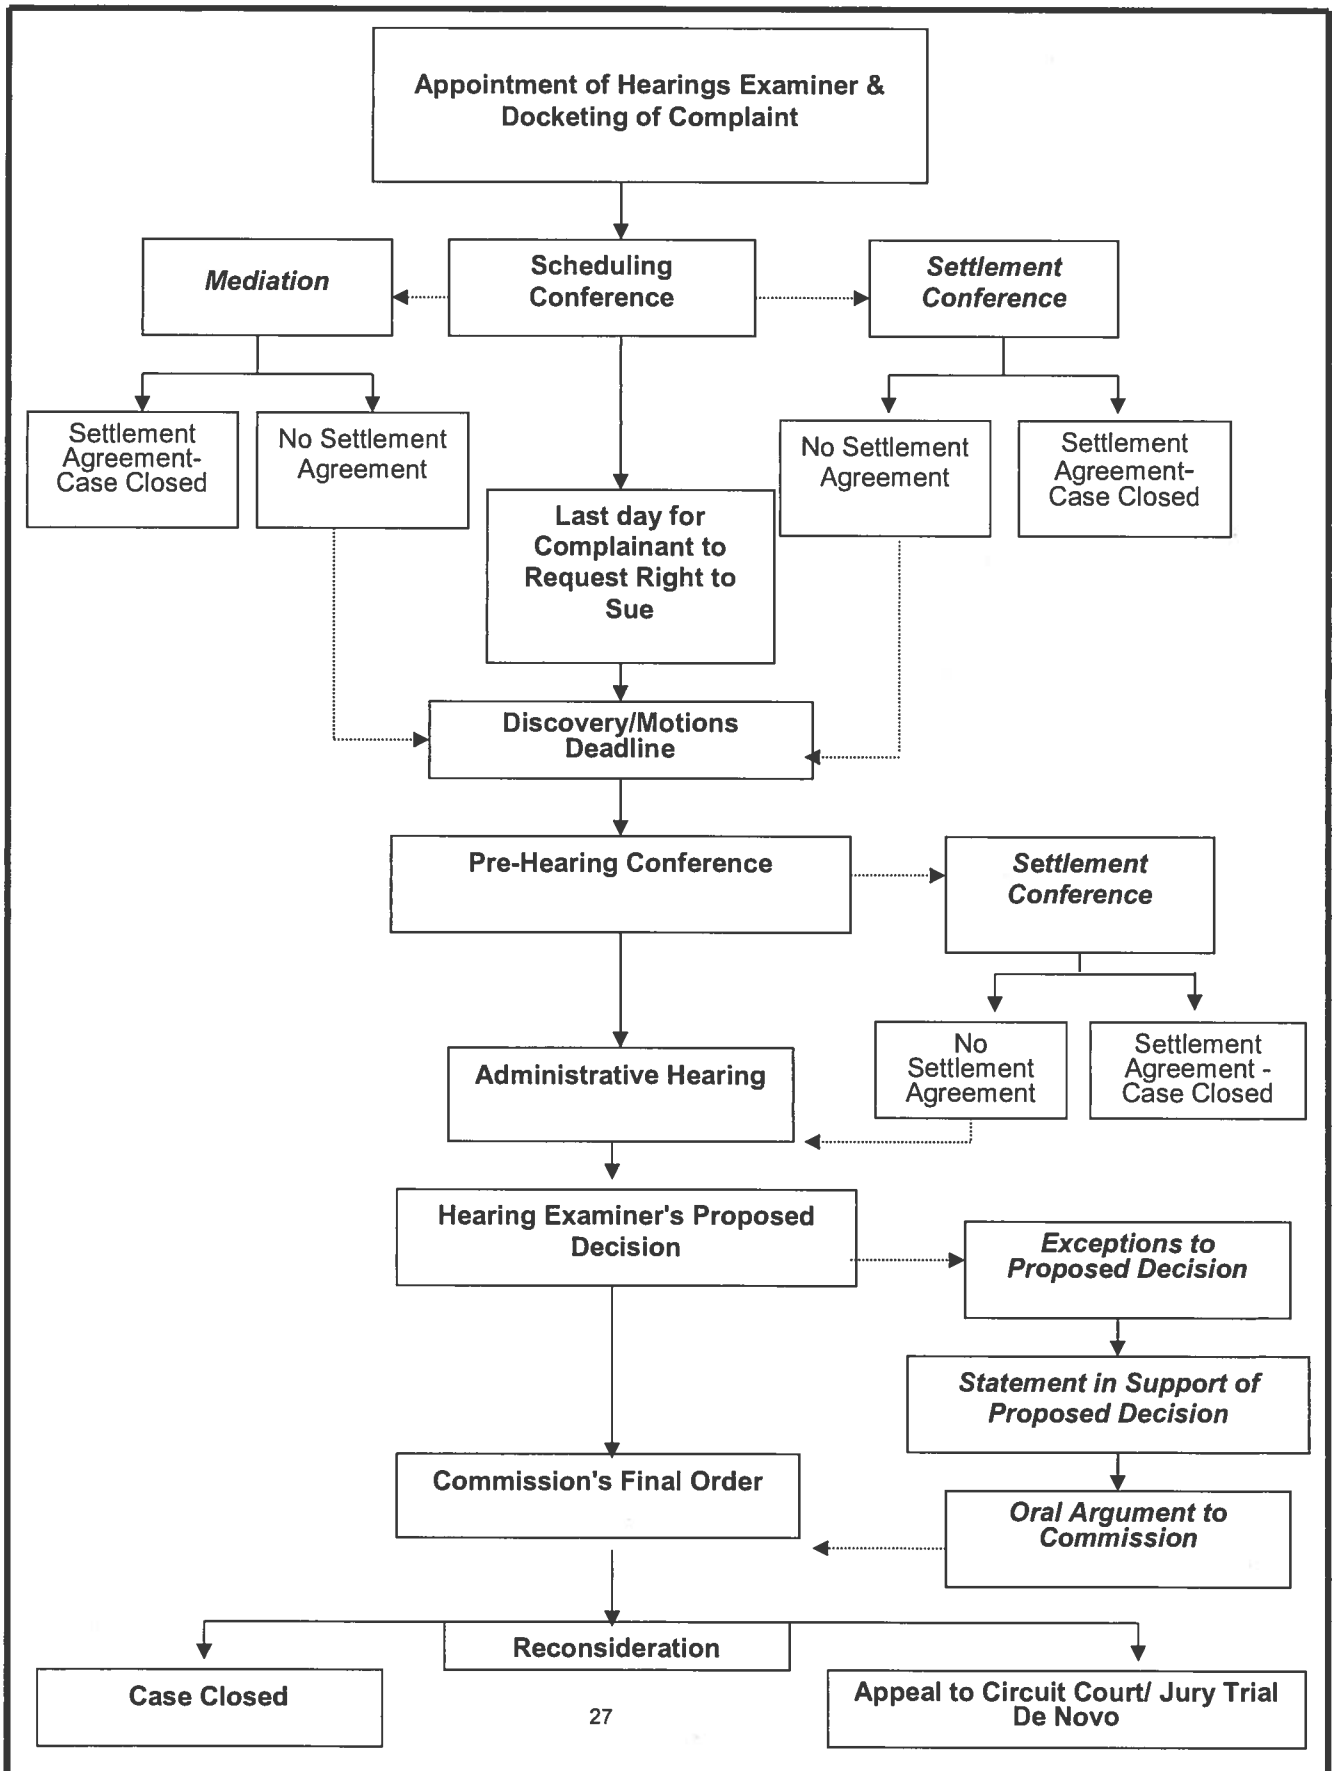 Appointment of Hearings Examiner &
Docketing of Complaint
Mediation
Scheduling
Conference
Settlement
Conference
Settlement
Agreement-
Case Closed
No Settlement
Agreement
No Settlement
Agreement
Settlement
Agreement-
Case Closed
Last day for
Complainant to
Request Right to
Sue
Discovery/Motions
Deadline
Pre-Hearing Conference
Settlement
Conference
Administrative Hearing
No
Settlement
Agreement
Settlement
Agreement -
Case Closed
Hearing Examiner's Proposed
Decision
Exceptions to
Proposed Decision
Statement in Support of
Proposed Decision
Commission's Final Order
Oral Argument to
Commission
Reconsideration
Case Closed
Appeal to Circuit Court/ Jury Trial
De Novo
27